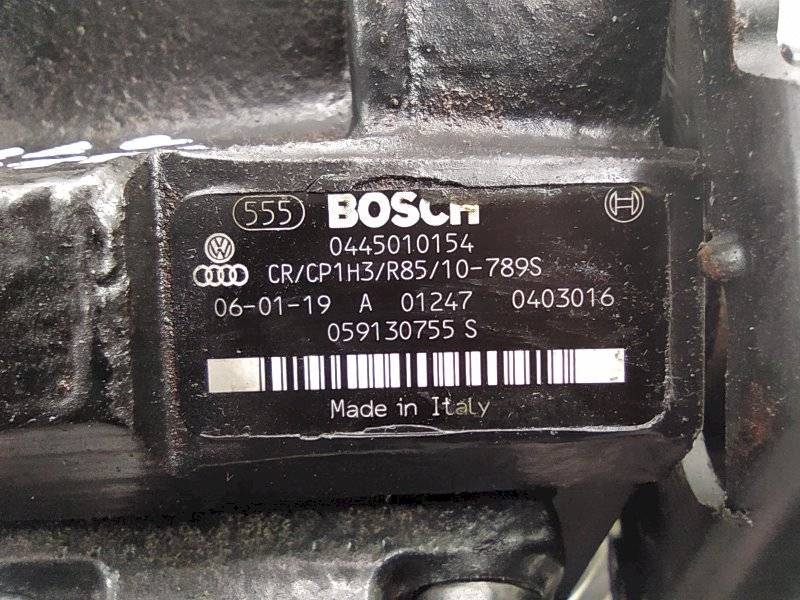 555 BOSCH
0445010154
CR/CP1H3/R85/10-789S
06-01-19 A 01247 0403016
059130755 S
Made in Italy